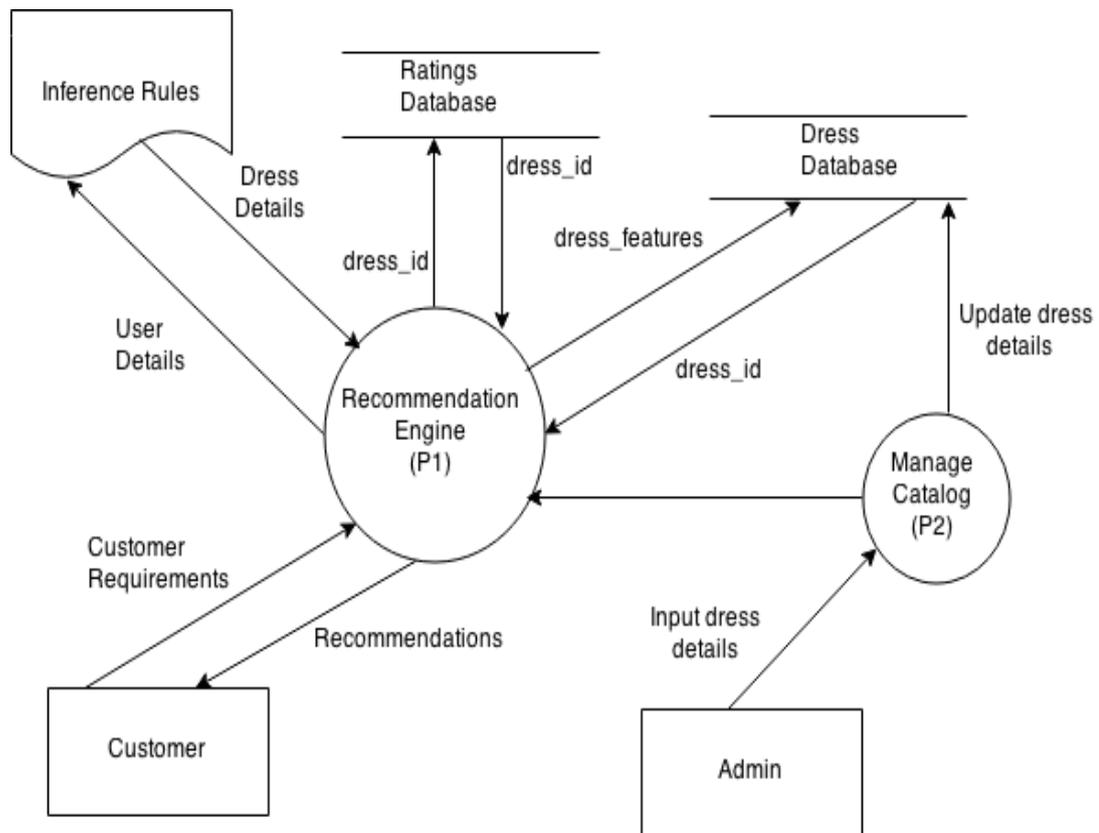 Inference Rules
Ratings
Database
Dress
Database
Dress
Details
dress_id
dress_id
dress_features
dress_id
Update dress
details
User
Details
Recommendation
Engine
(P1)
Manage
Catalog
(P2)
Customer
Requirements
Recommendations
Input dress
details
Customer
Admin